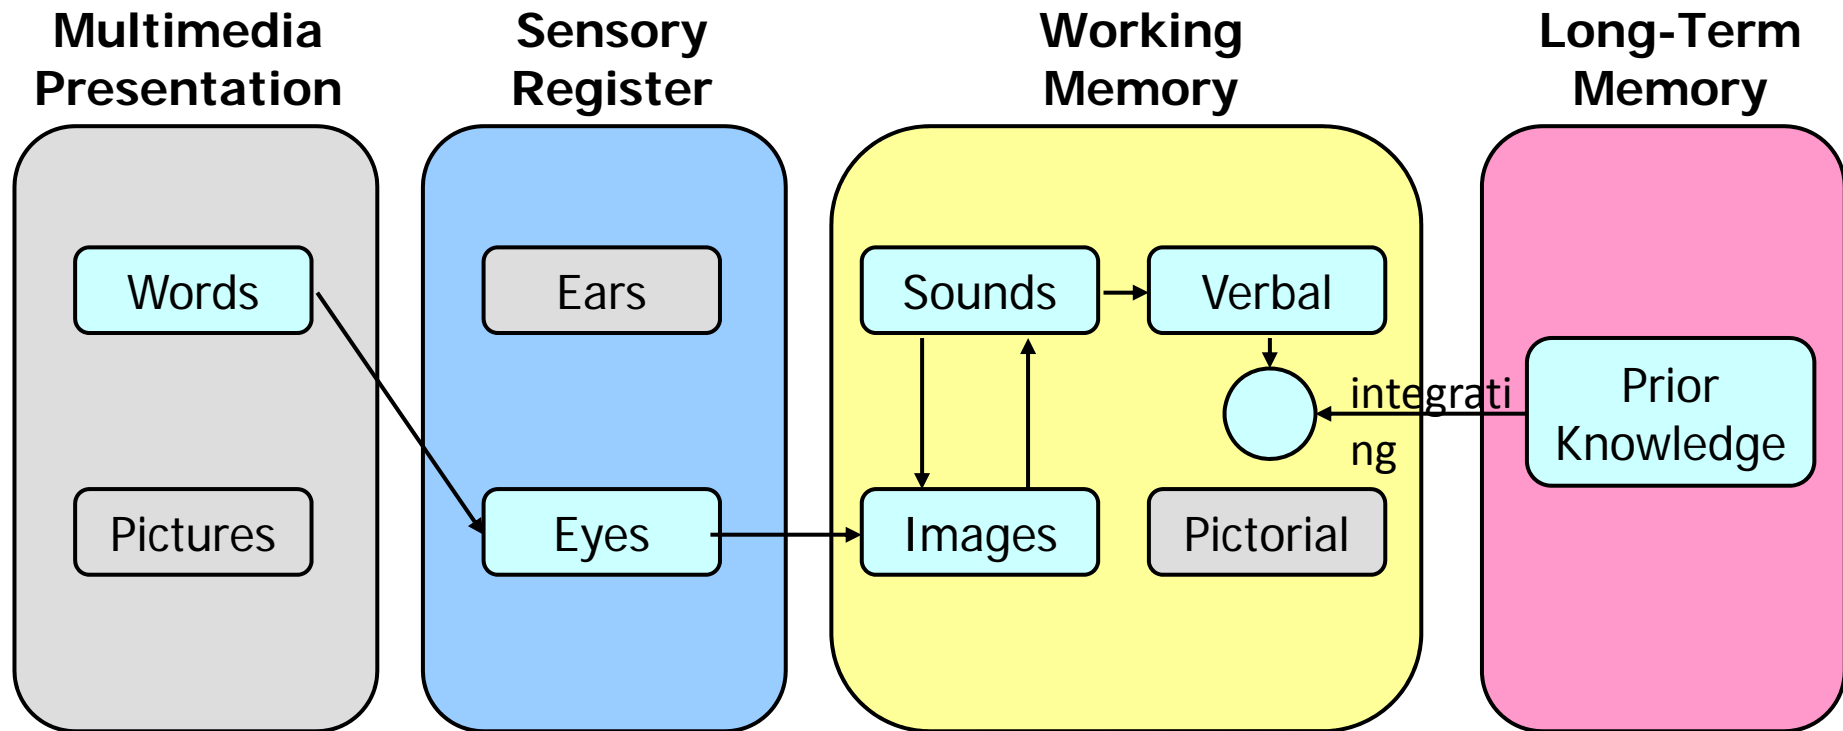 Multimedia
Presentation
Sensory
Register
Working
Memory
Long-Term
Memory
Words
Pictures
Ears
Eyes
Sounds
Verbal
Images
Pictorial
integrati
ng
Prior
Knowledge